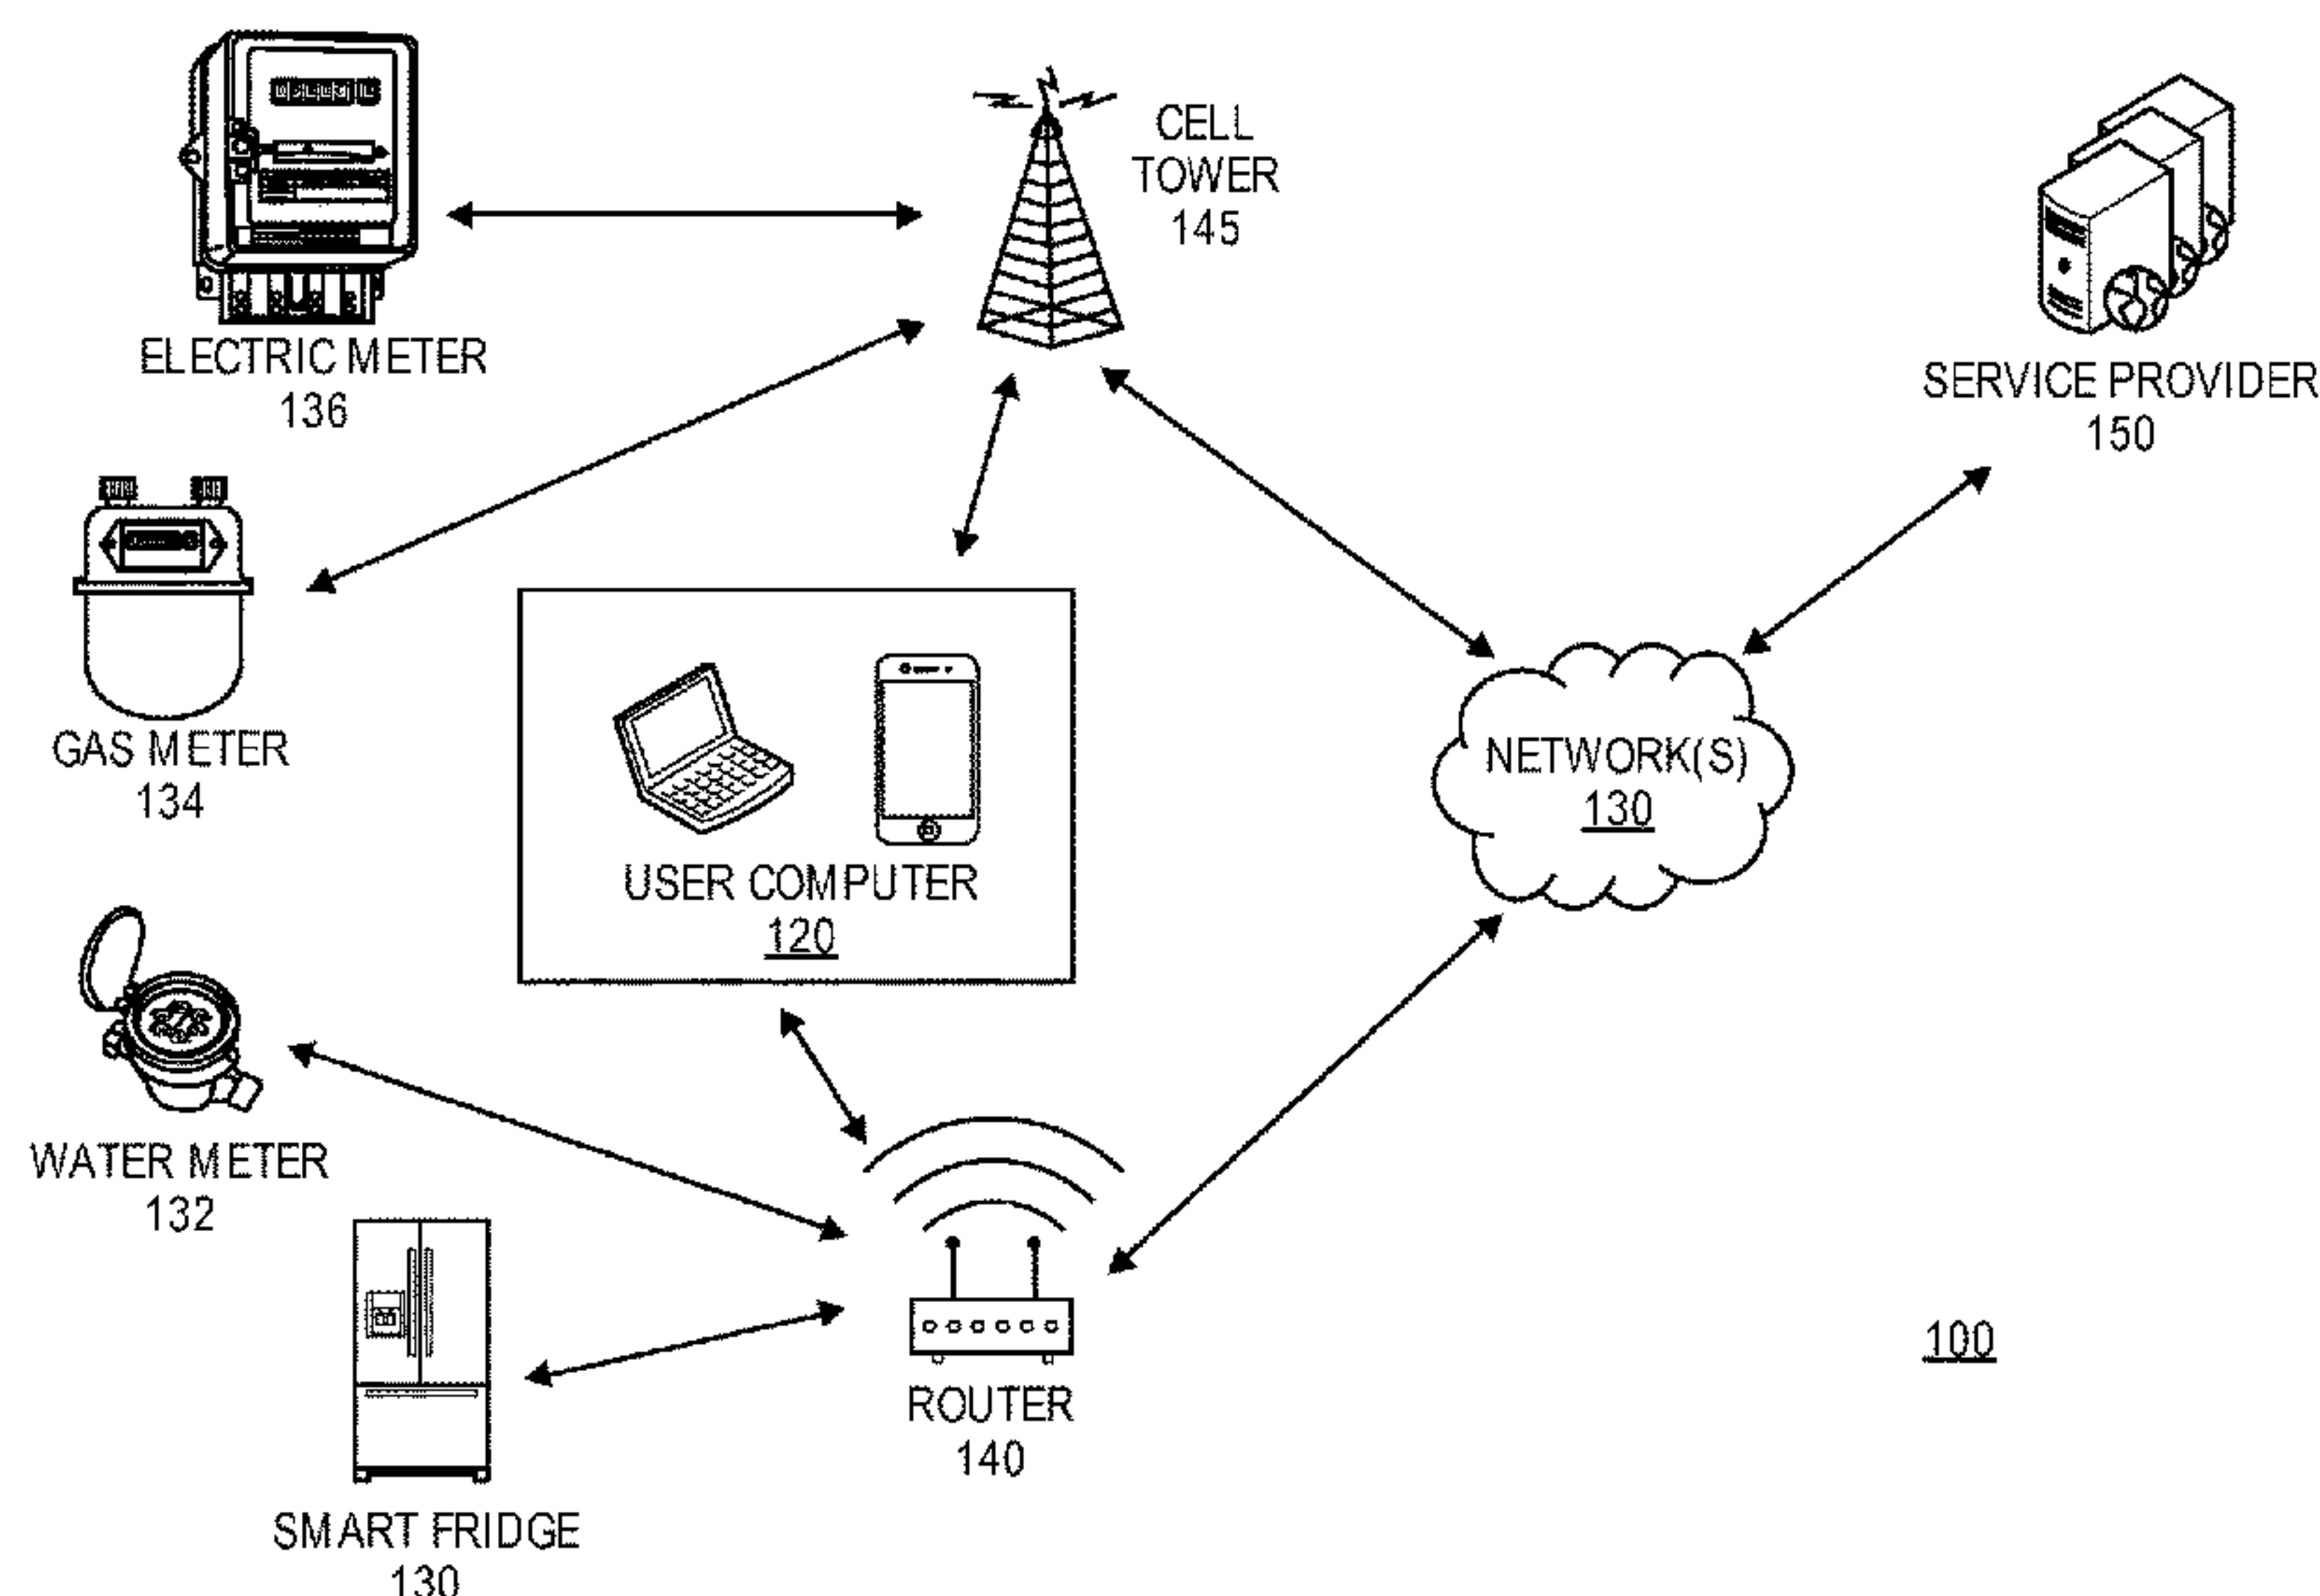 CELL
TOWER
145
ELECTRIC METER
136
SERVICE PROVIDER
150
GAS METER
134
NETWORK(S)
130
USER COMPUTER
120
WATER METER
132
ROUTER
140
100
SMART FRIDGE
130